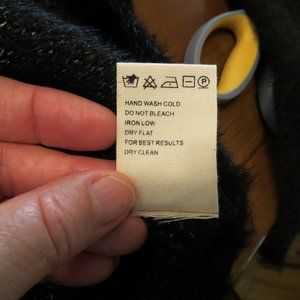 HAND WASH COLD
DO NOT BLEACH
IRON LOW
DRY FLAT
FOR BEST RESULTS
DRY CLEAN